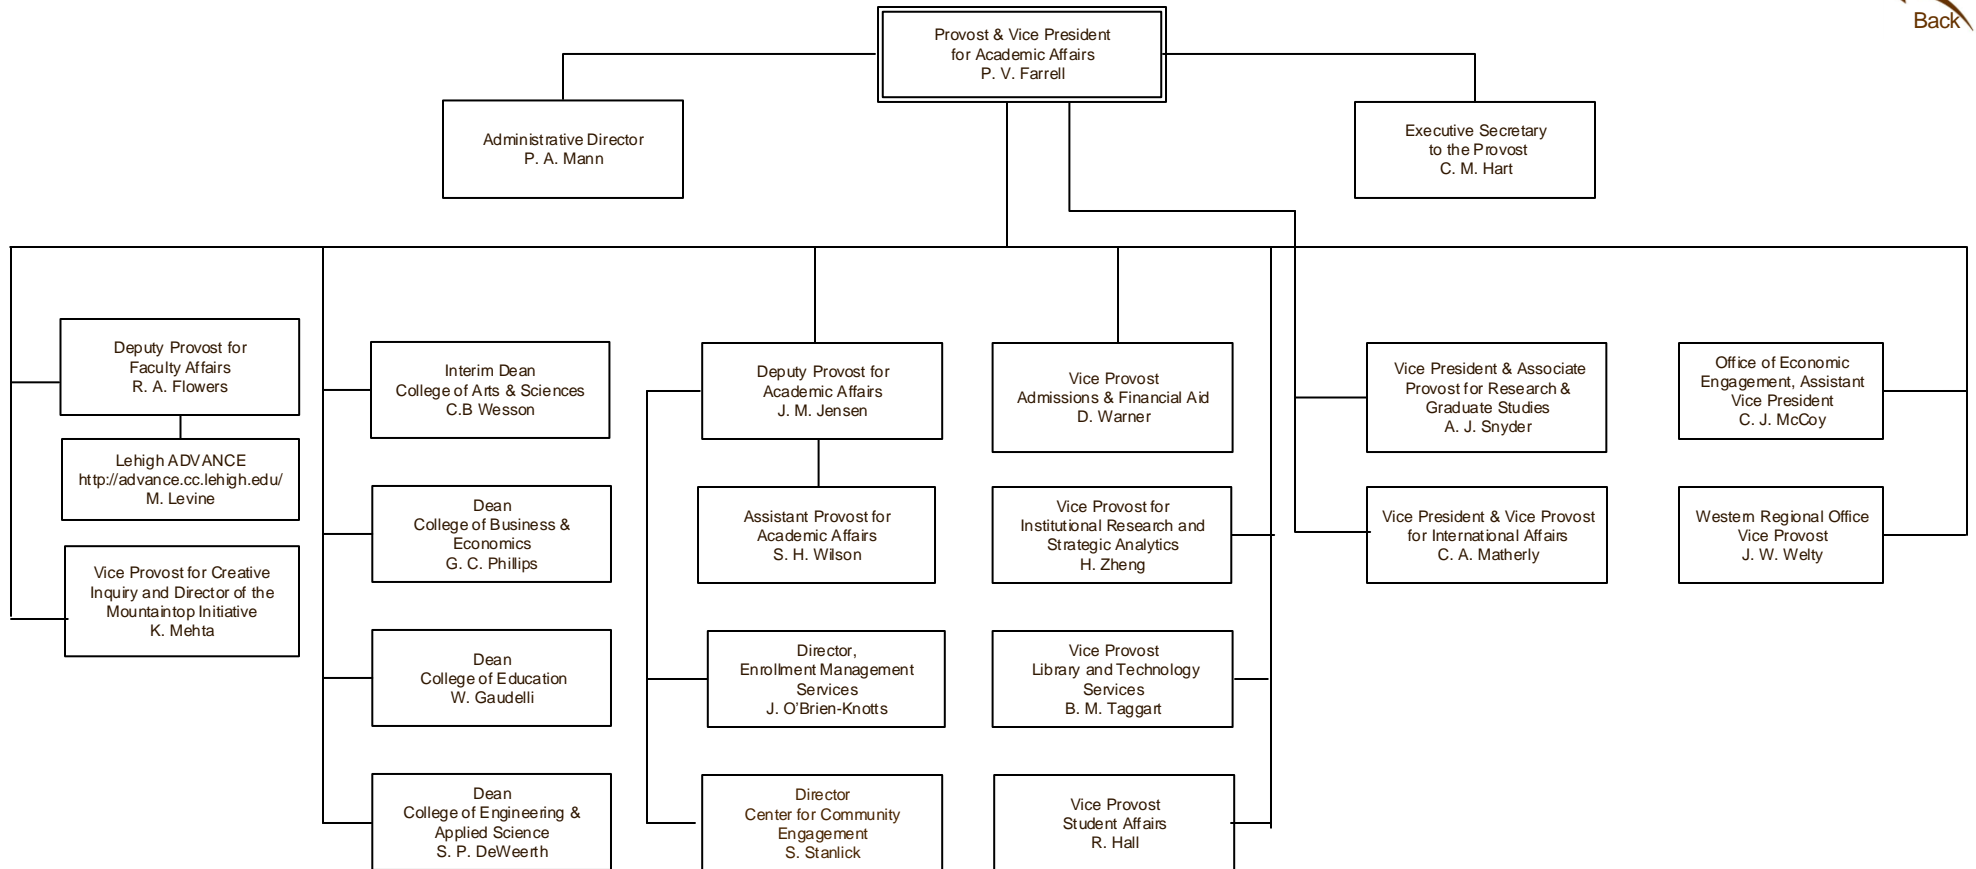 Back
Provost & Vice President
for Academic Affairs
P. V. Farrell
Administrative Director
P. A. Mann
Executive Secretary
to the Provost
C. M. Hart
Deputy Provost for
Faculty Affairs
R. A. Flowers
Lehigh ADVANCE
http://advance.cc.lehigh.edu/
M. Levine
Vice Provost for Creative
Inquiry and Director of the
Mountaintop Initiative
K. Mehta
Interim Dean
College of Arts & Sciences
C.B Wesson
Dean
College of Business &
Economics
G. C. Phillips
Dean
College of Education
W. Gaudelli
Dean
College of Engineering &
Applied Science
S. P. DeWeerth
Deputy Provost for
Academic Affairs
J. M. Jensen
Assistant Provost for
Academic Affairs
S. H. Wilson
Director,
Enrollment Management
Services
J. O’Brien-Knotts
Director
Center for Community
Engagement
S. Stanlick
Vice Provost
Admissions & Financial Aid
D. Warner
Vice Provost for
Institutional Research and
Strategic Analytics
H. Zheng
Vice Provost
Library and Technology
Services
B. M. Taggart
Vice Provost
Student Affairs
R. Hall
Vice President & Associate
Provost for Research &
Graduate Studies
A. J. Snyder
Vice President & Vice Provost
for International Affairs
C. A. Matherly
Office of Economic
Engagement, Assistant
Vice President
C. J. McCoy
Western Regional Office
Vice Provost
J. W. Welty